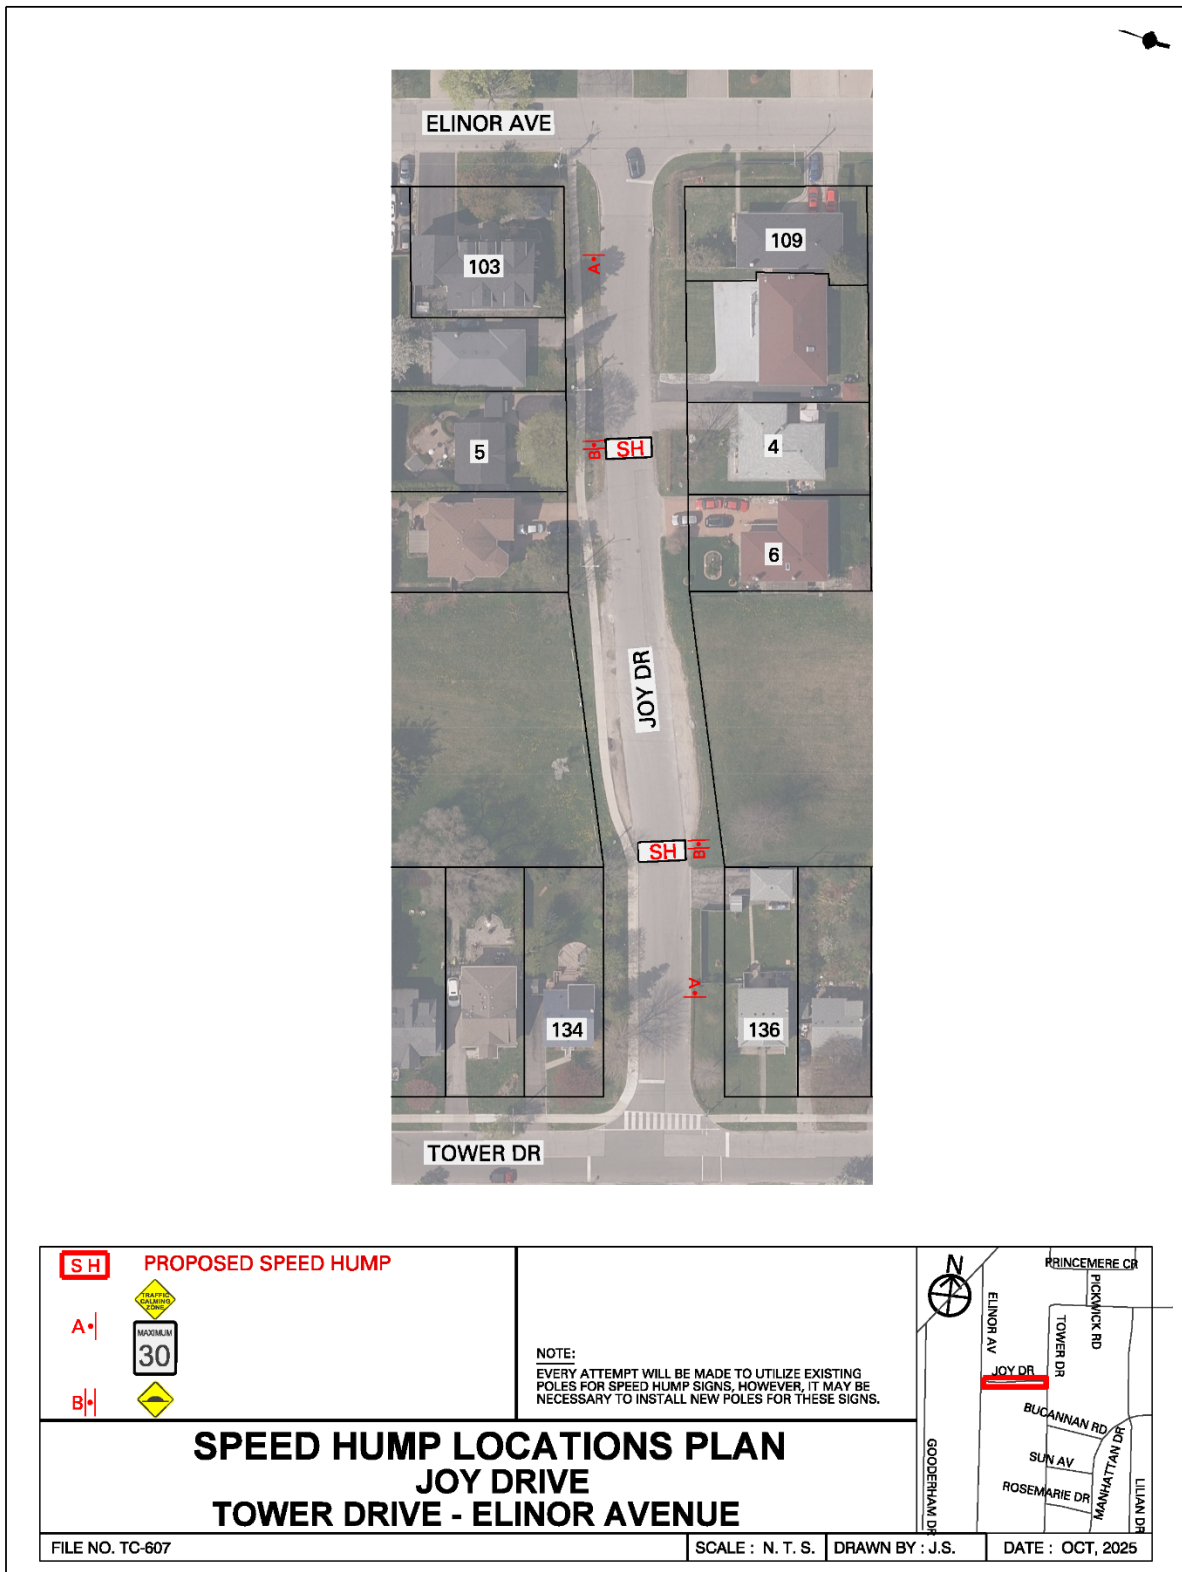 ELINOR AVE
103
109
A
5
B
SH
4
6
JOY DR
SH
B
A
134
136
TOWER DR
SH
PROPOSED SPEED HUMP
TRAFFIC
CALMING
ZONE
A
MAXIMUM
30
B
NOTE:
EVERY ATTEMPT WILL BE MADE TO UTILIZE EXISTING
POLES FOR SPEED HUMP SIGNS, HOWEVER, IT MAY BE
NECESSARY TO INSTALL NEW POLES FOR THESE SIGNS.
N
PRINCEMERE CR
PICKWICK RD
ELINOR AV
TOWER DR
JOY DR
BUCANNAN RD
SUN AV
MANHATTAN DR
ROSEMARIE DR
GOODERHAM DR
LILIAN DR
SPEED HUMP LOCATIONS PLAN
JOY DRIVE
TOWER DRIVE - ELINOR AVENUE
FILE NO. TC-607
SCALE : N. T. S.
DRAWN BY : J.S.
DATE : OCT, 2025